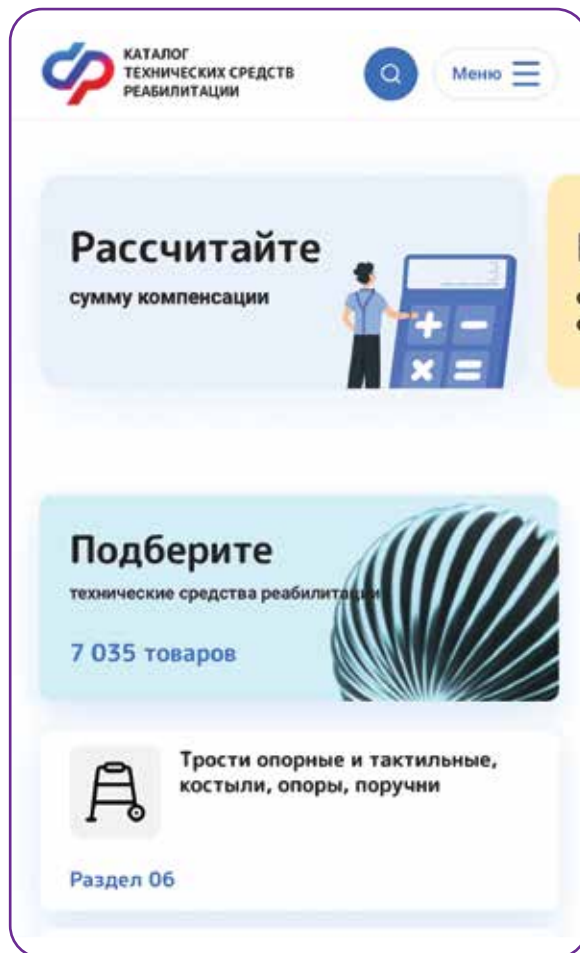 КАТАЛОГ
ТЕХНИЧЕСКИХ СРЕДСТВ
РЕАБИЛИТАЦИИ
Меню
Рассчитайте
сумму компенсации
Подберите
технические средства реабилитации
7 035 товаров
Трости опорные и тактильные,
костыли, опоры, поручни
Раздел 06